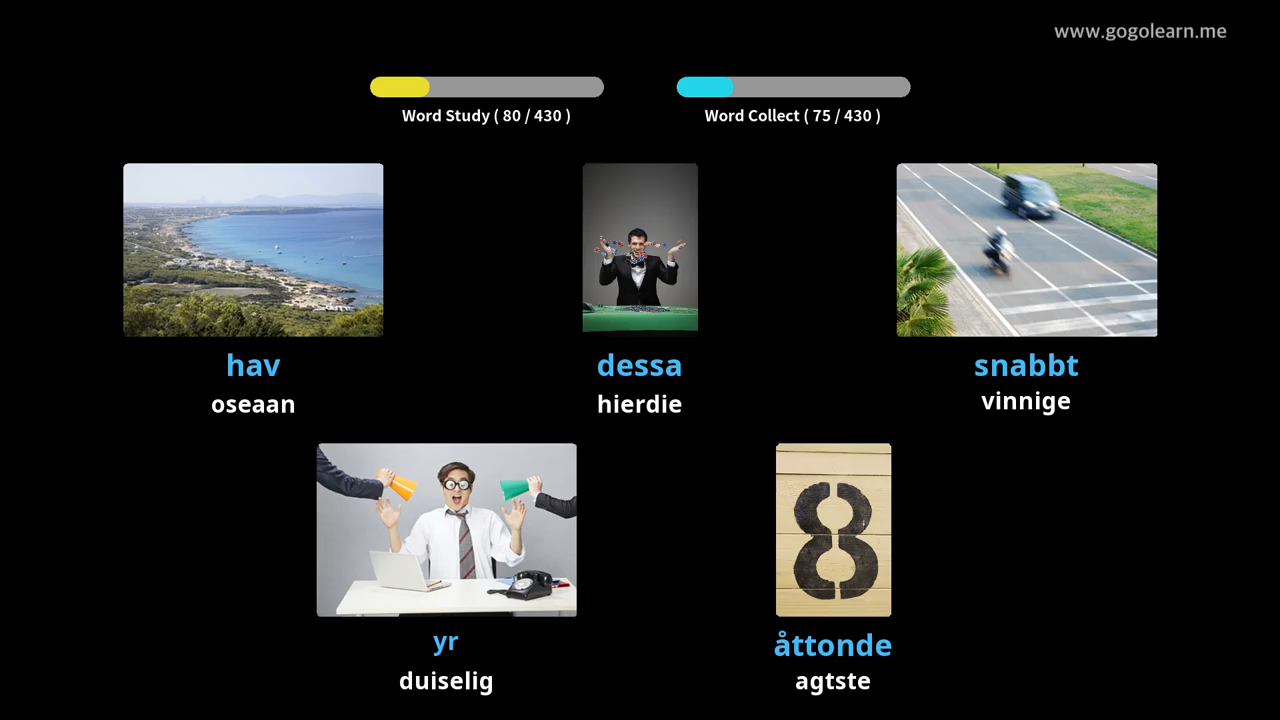 www.gogolearn.me
Word Study ( 80 / 430 )
Word Collect ( 75 / 430 )
hav
oseaan
dessa
hierdie
snabbt
vinnige
yr
duiselig
8
åttonde
agtste